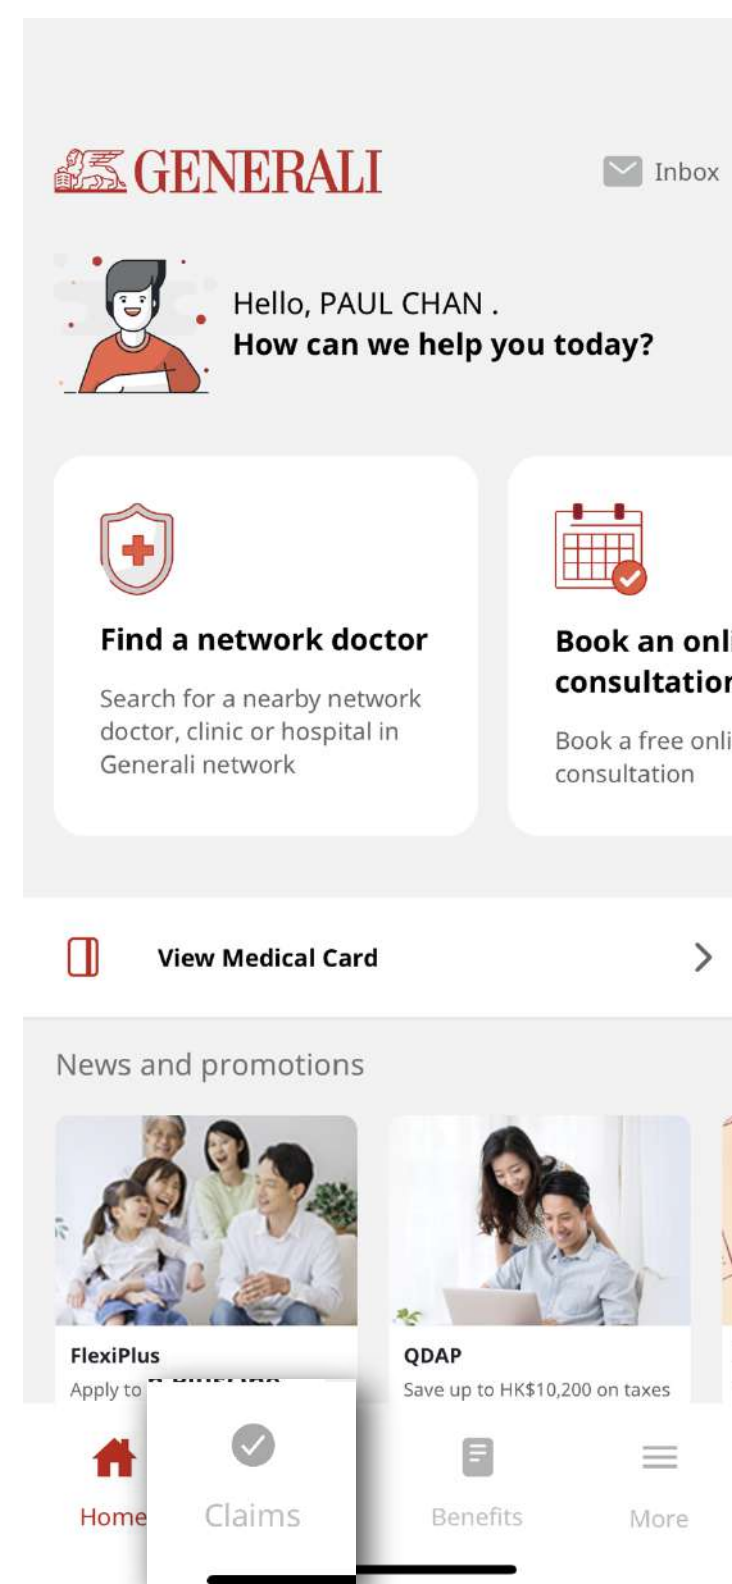 GENERALI
Inbox
Hello, PAUL CHAN .
How can we help you today?
Find a network doctor
Search for a nearby network
doctor, clinic or hospital in
Generali network
Book an onli
consultation
Book a free onli
consultation
View Medical Card
News and promotions
FlexiPlus
Apply to
QDAP
Save up to HK$10,200 on taxes
Home
Claims
Benefits
More